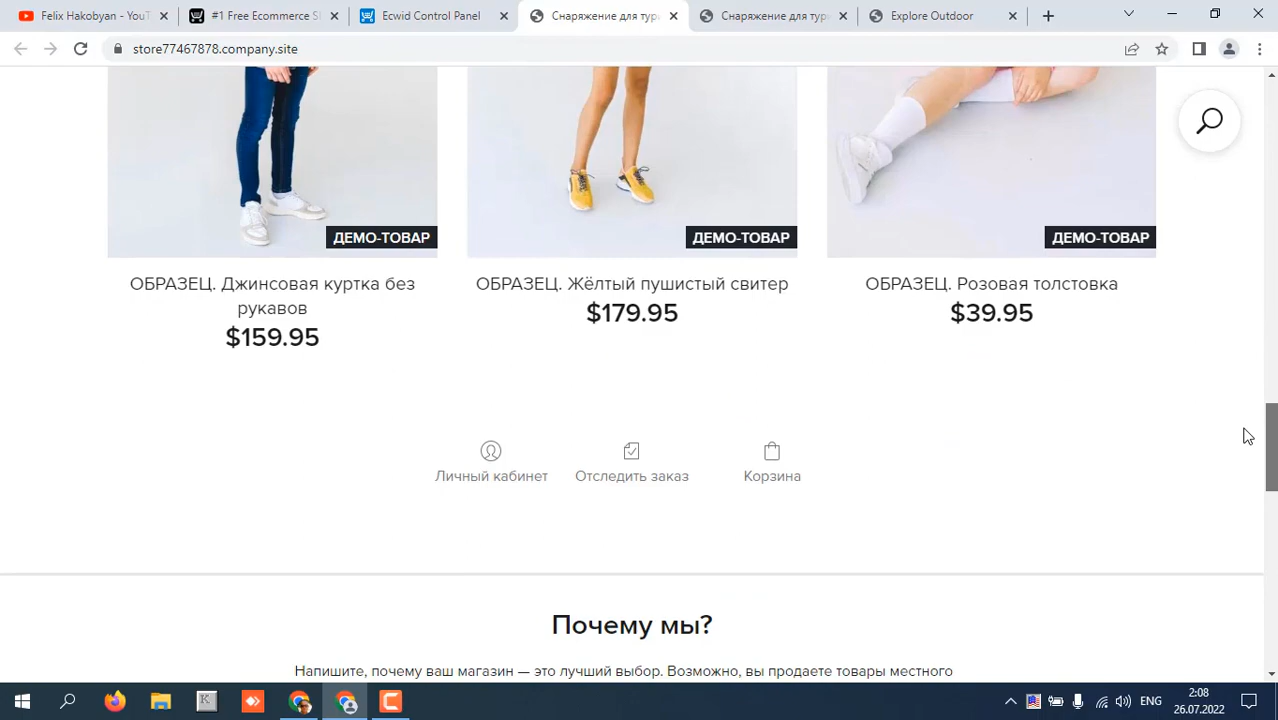 Felix Hakobyan - YouT
#1 Free Ecommerce S
Ecwid Control Panel
Снаряжение для тури
Снаряжение для тури
Explore Outdoor
store77467878.company.site
ДЕМО-ТОВАР
ДЕМО-ТОВАР
ДЕМО-ТОВАР
ОБРАЗЕЦ. Джинсовая куртка без
рукавов
$159.95
ОБРАЗЕЦ. Жёлтый пушистый свитер
$179.95
ОБРАЗЕЦ. Розовая толстовка
$39.95
Личный кабинет
Отследить заказ
Корзина
Почему мы?
Напишите, почему ваш магазин — это лучший выбор. Возможно, вы продаете товары местного
ENG
2:08
26.07.2022